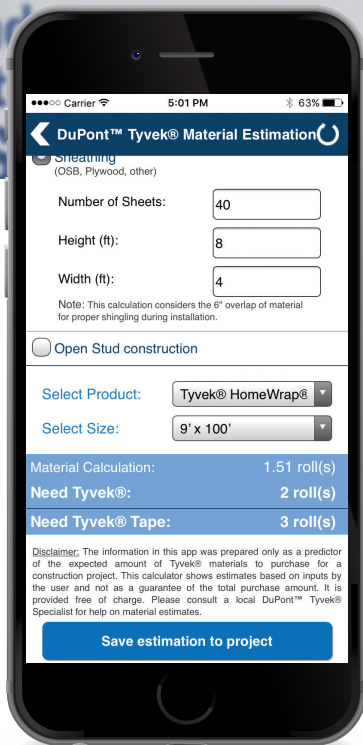 Carrier 5:01 PM 63%
DuPont™ Tyvek® Material Estimation
Sheathing
(OSB, Plywood, other)
Number of Sheets: 40
Height (ft): 8
Width (ft): 4
Note: This calculation considers the 6" overlap of material
for proper shingling during installation.
Open Stud construction
Select Product: Tyvek® HomeWrap®
Select Size: 9' x 100'
Material Calculation: 1.51 roll(s)
Need Tyvek®: 2 roll(s)
Need Tyvek® Tape: 3 roll(s)
Disclaimer: The information in this app was prepared only as a predictor
of the expected amount of Tyvek® materials to purchase for a
construction project. This calculator shows estimates based on inputs by
the user and not as a guarantee of the total purchase amount. It is
provided free of charge. Please consult a local DuPont™ Tyvek®
Specialist for help on material estimates.
Save estimation to project